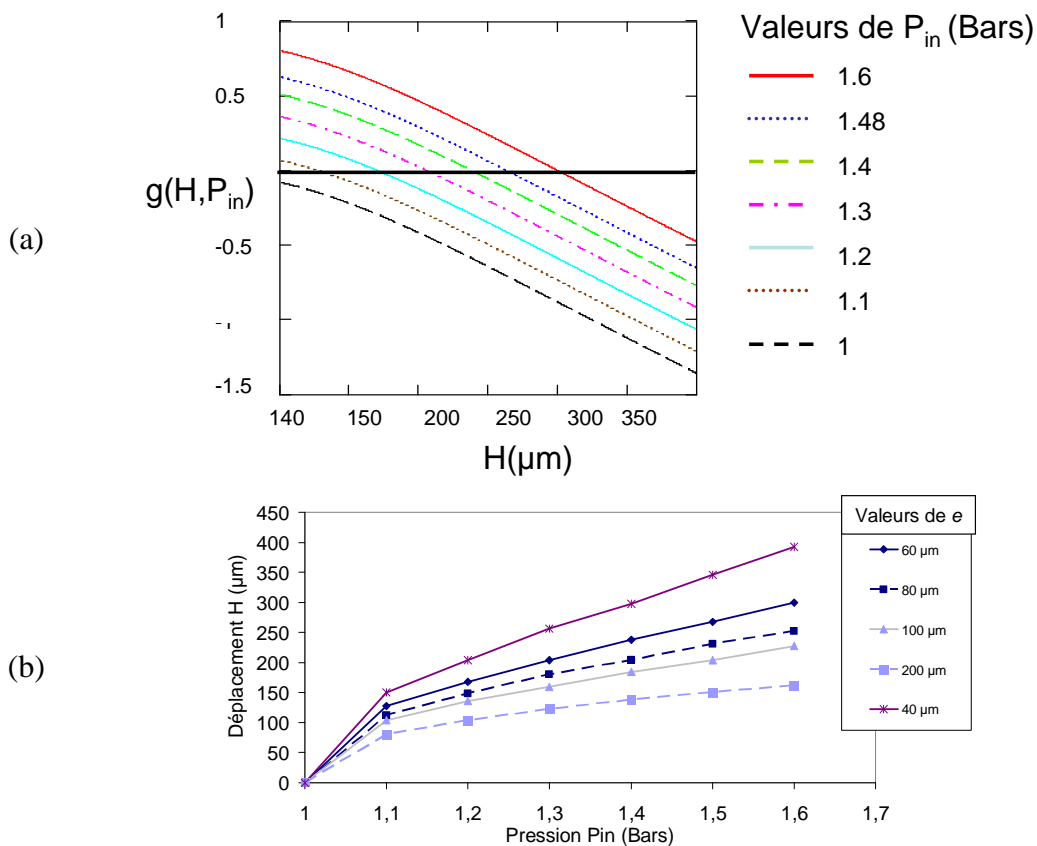 (a)
1
0.5
0
g(H,P_in)
-0.5
-1
-1.5
140 150 200 250 300 350
H(µm)
Valeurs de P_in (Bars)
1.6
1.48
1.4
1.3
1.2
1.1
1
(b)
Déplacement H (µm)
450
400
350
300
250
200
150
100
50
0
1 1,1 1,2 1,3 1,4 1,5 1,6 1,7
Pression Pin (Bars)
Valeurs de e
60 µm
80 µm
100 µm
200 µm
40 µm